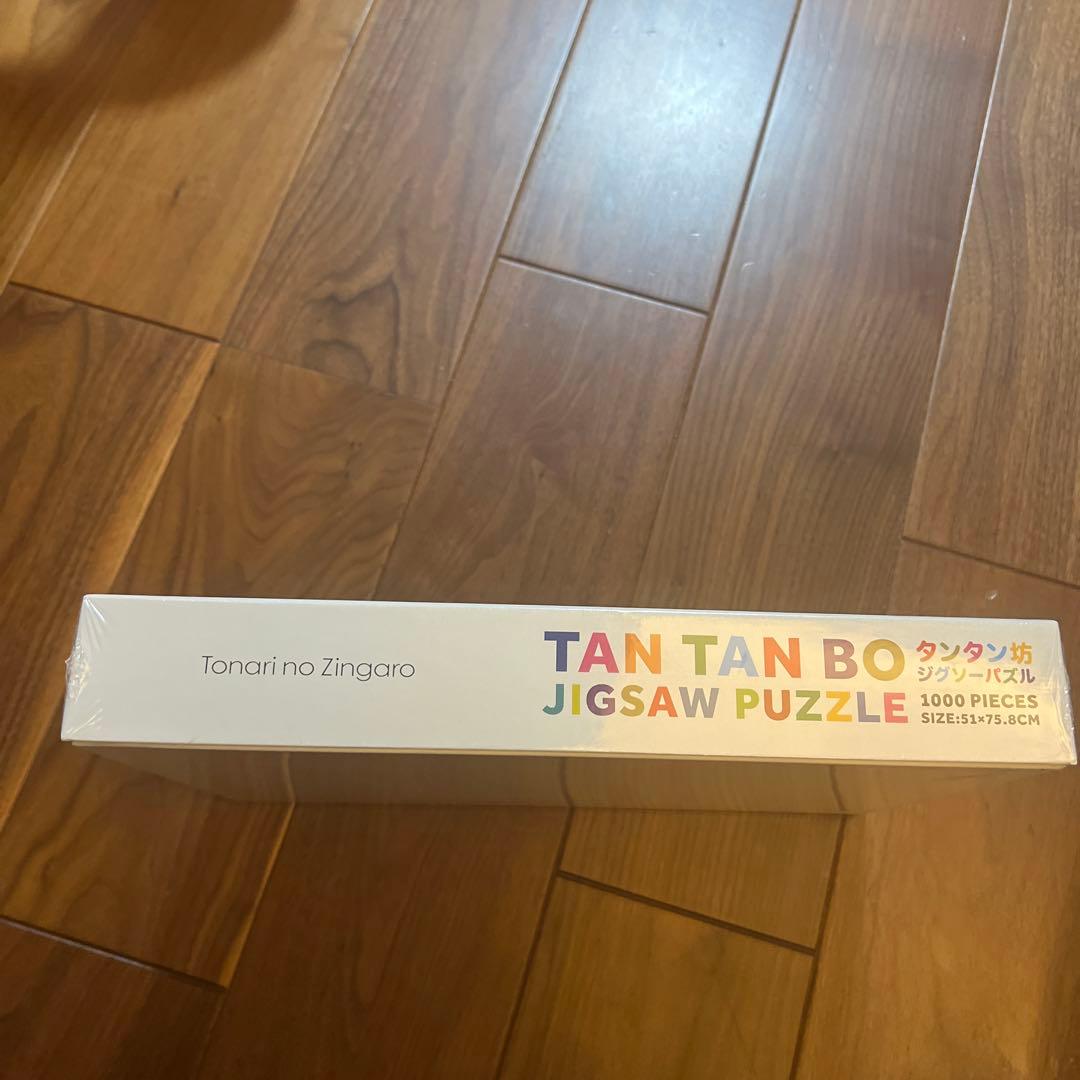 Tonari no Zingaro
TAN TAN BO
JIGSAW PUZZLE
タンタン坊
ジグソーパズル
1000 PIECES
SIZE:51×75.8CM